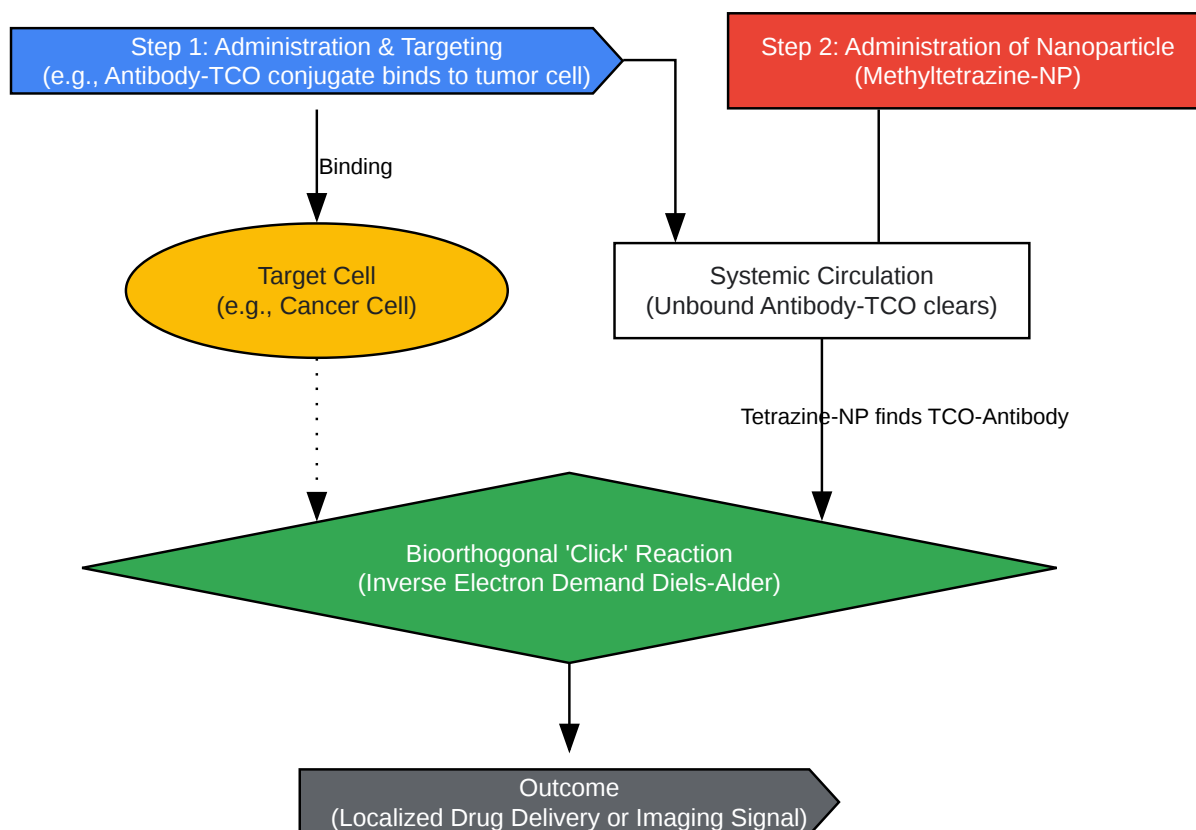 Step 1: Administration & Targeting
(e.g., Antibody-TCO conjugate binds to tumor cell)
Step 2: Administration of Nanoparticle
(Methyltetrazine-NP)
Binding
Target Cell
(e.g., Cancer Cell)
Systemic Circulation
(Unbound Antibody-TCO clears)
Tetrazine-NP finds TCO-Antibody
Bioorthogonal 'Click' Reaction
(Inverse Electron Demand Diels-Alder)
Outcome
(Localized Drug Delivery or Imaging Signal)